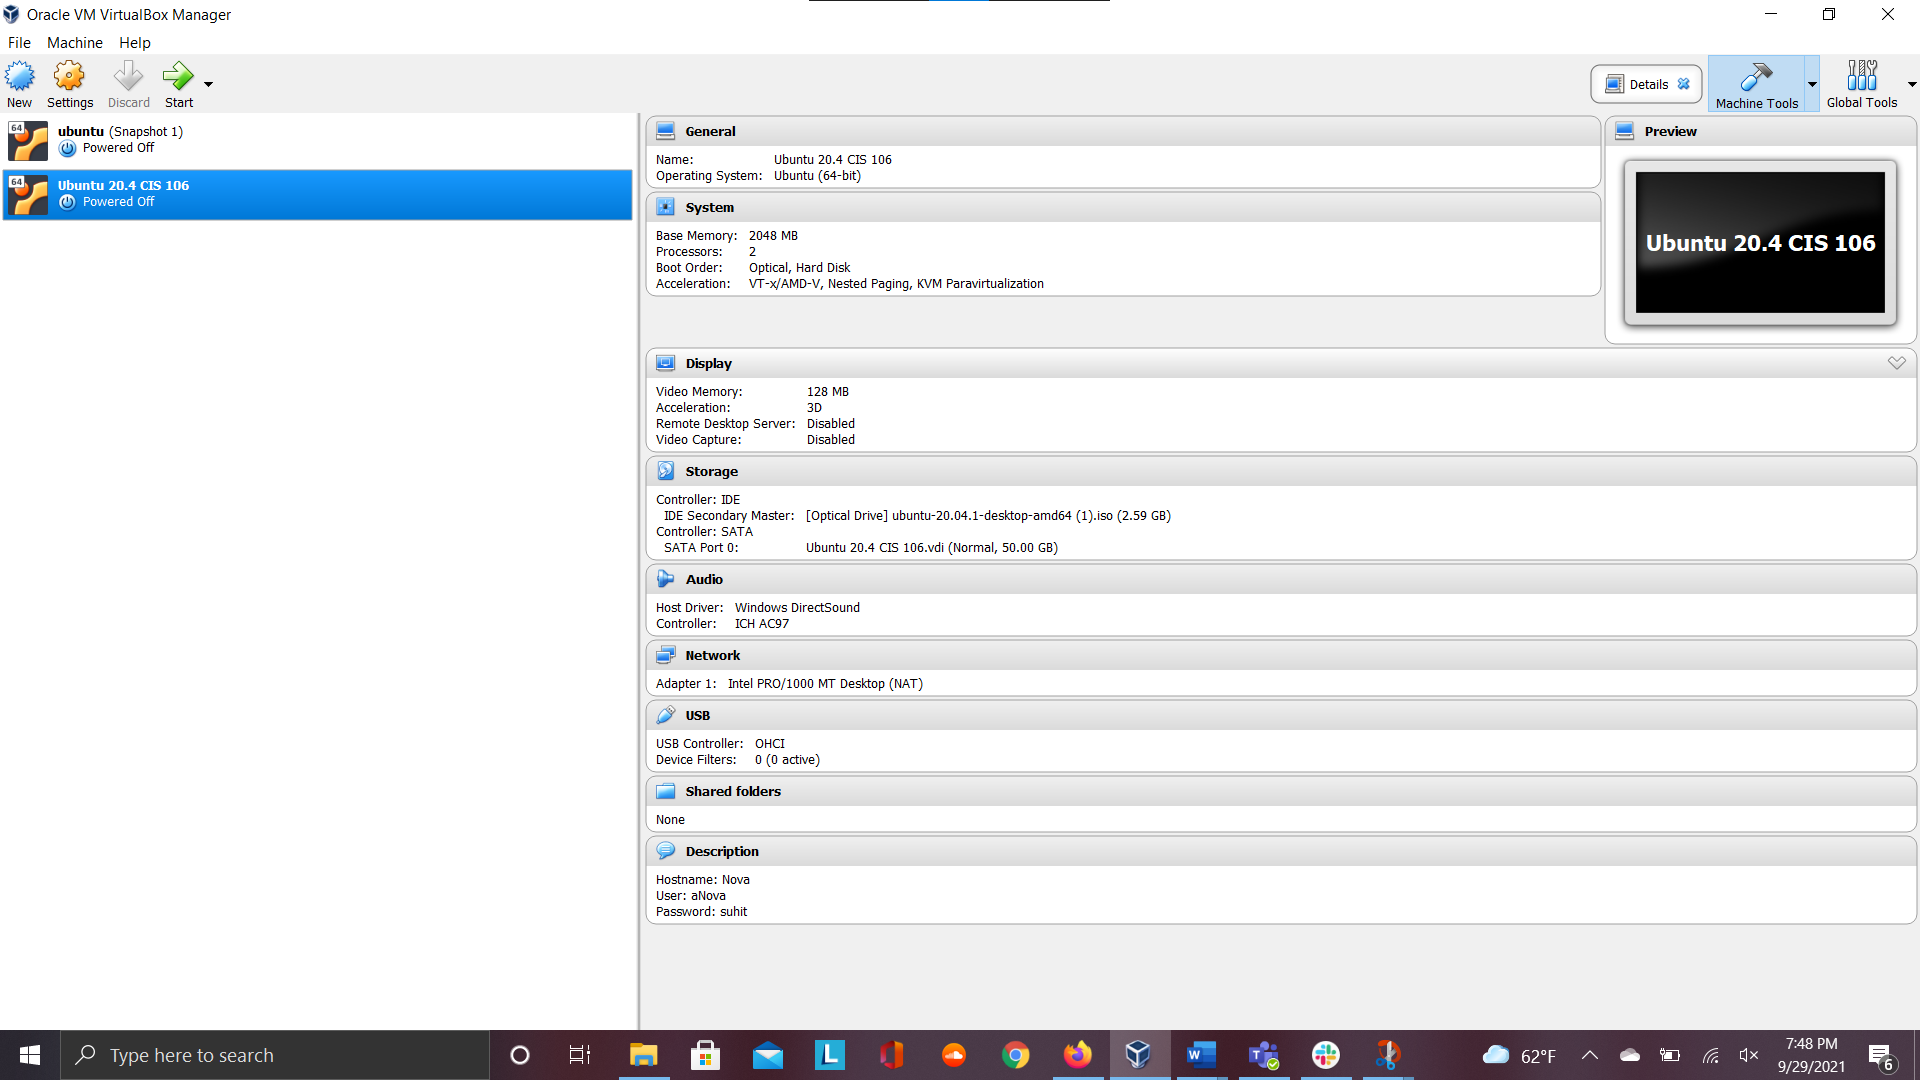 Oracle VM VirtualBox Manager
File Machine Help
New Settings Discard Start
Details Machine Tools Global Tools
64 ubuntu (Snapshot 1)
Powered Off
64 Ubuntu 20.4 CIS 106
Powered Off
General
Name: Ubuntu 20.4 CIS 106
Operating System: Ubuntu (64-bit)
System
Base Memory: 2048 MB
Processors: 2
Boot Order: Optical, Hard Disk
Acceleration: VT-x/AMD-V, Nested Paging, KVM Paravirtualization
Preview
Ubuntu 20.4 CIS 106
Display
Video Memory: 128 MB
Acceleration: 3D
Remote Desktop Server: Disabled
Video Capture: Disabled
Storage
Controller: IDE
IDE Secondary Master: [Optical Drive] ubuntu-20.04.1-desktop-amd64 (1).iso (2.59 GB)
Controller: SATA
SATA Port 0: Ubuntu 20.4 CIS 106.vdi (Normal, 50.00 GB)
Audio
Host Driver: Windows DirectSound
Controller: ICH AC97
Network
Adapter 1: Intel PRO/1000 MT Desktop (NAT)
USB
USB Controller: OHCI
Device Filters: 0 (0 active)
Shared folders
None
Description
Hostname: Nova
User: aNova
Password: suhit
Type here to search
L
W
T
62°F
7:48 PM
9/29/2021
6